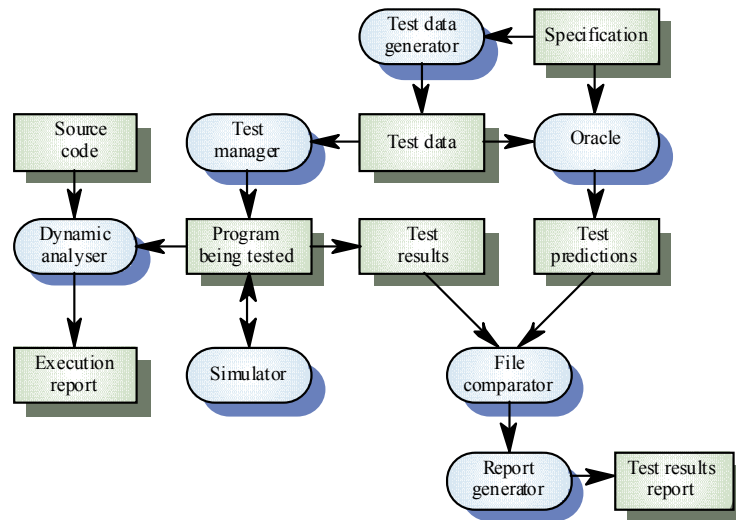 Test data
generator
Specification
Source
code
Test
manager
Test data
Oracle
Dynamic
analyser
Program
being tested
Test
results
Test
predictions
Execution
report
Simulator
File
comparator
Report
generator
Test results
report